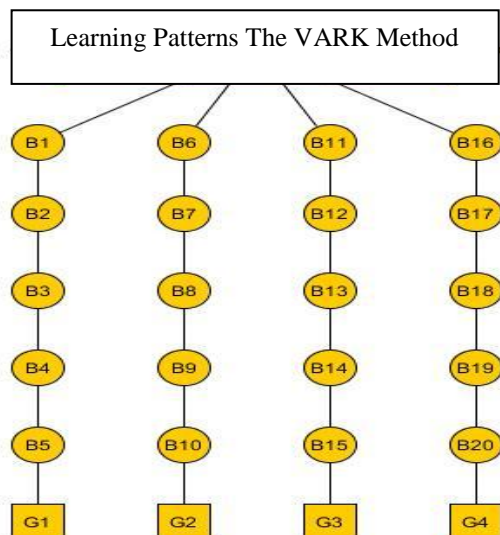 Learning Patterns The VARK Method
B1 B6 B11 B16
B2 B7 B12 B17
B3 B8 B13 B18
B4 B9 B14 B19
B5 B10 B15 B20
G1 G2 G3 G4